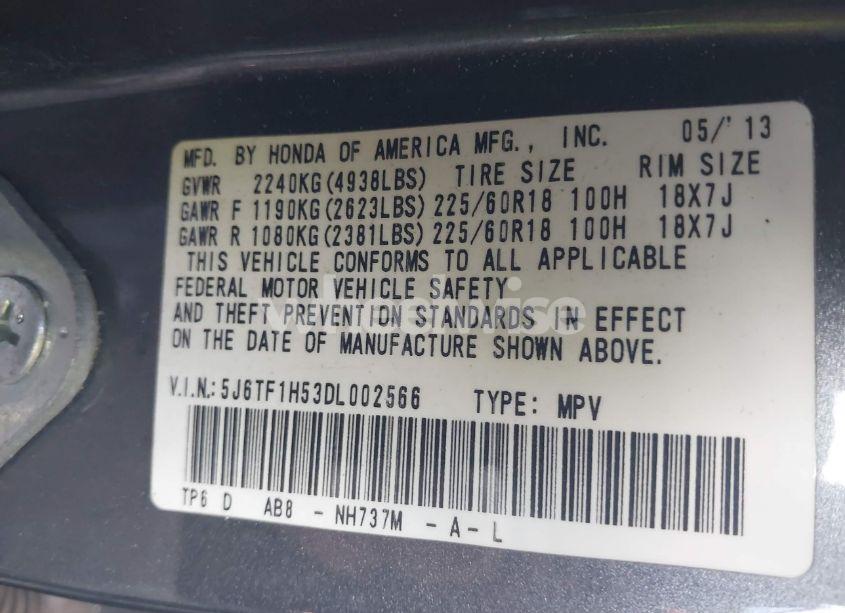 MFD. BY HONDA OF AMERICA MFG., INC. 05/'13
GVWR 2240KG(4938LBS) TIRE SIZE RIM SIZE
GAWR F 1190KG(2623LBS) 225/60R18 100H 18X7J
GAWR R 1080KG(2381LBS) 225/60R18 100H 18X7J
THIS VEHICLE CONFORMS TO ALL APPLICABLE
FEDERAL MOTOR VEHICLE SAFETY
AND THEFT PREVENTION STANDARDS IN EFFECT
ON THE DATE OF MANUFACTURE SHOWN ABOVE.
V.I.N.: 5J6TF1H53DL002566 TYPE: MPV
TP6 D AB8 - NH737M - A - L